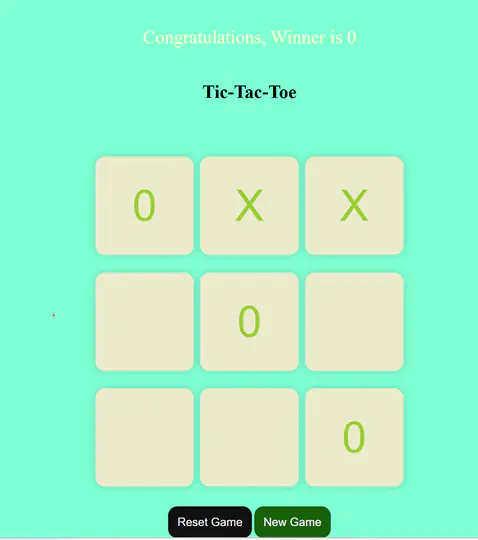 Congratulations, Winner is 0
Tic-Tac-Toe
0 X X
0
0
Reset Game New Game